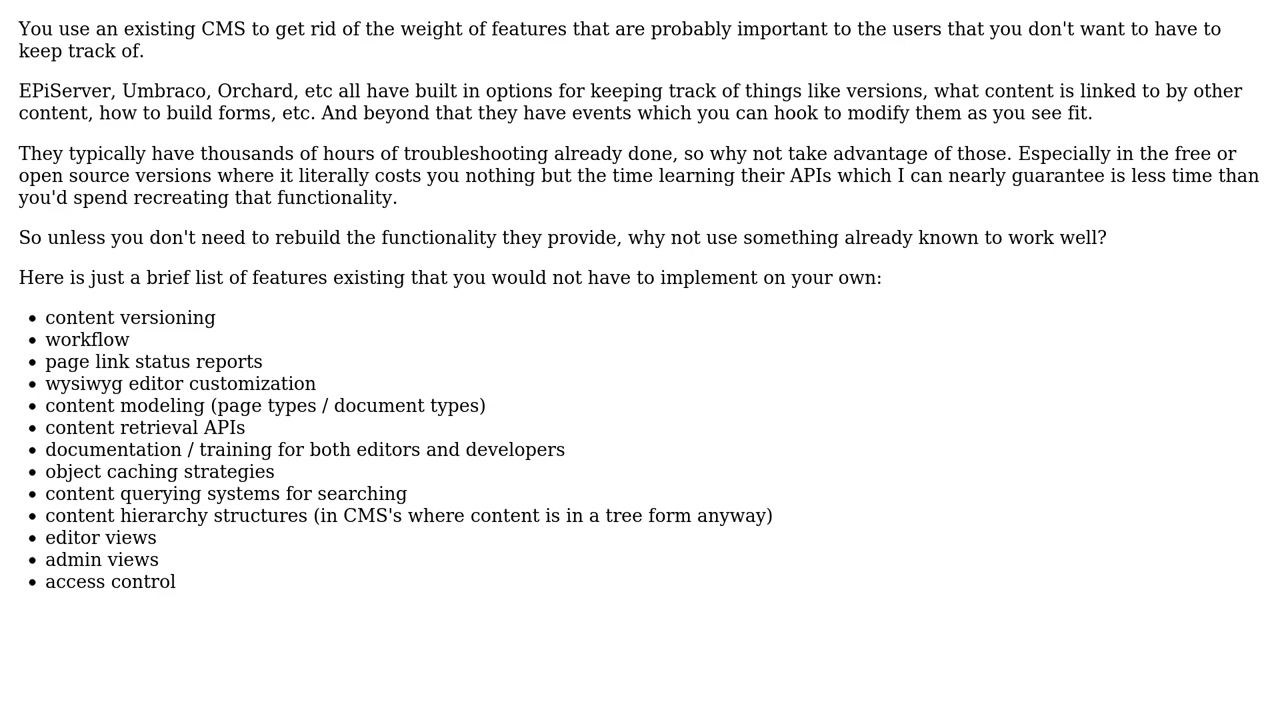 You use an existing CMS to get rid of the weight of features that are probably important to the users that you don't want to have to
keep track of.
EPiServer, Umbraco, Orchard, etc all have built in options for keeping track of things like versions, what content is linked to by other
content, how to build forms, etc. And beyond that they have events which you can hook to modify them as you see fit.
They typically have thousands of hours of troubleshooting already done, so why not take advantage of those. Especially in the free or
open source versions where it literally costs you nothing but the time learning their APIs which I can nearly guarantee is less time than
you'd spend recreating that functionality.
So unless you don't need to rebuild the functionality they provide, why not use something already known to work well?
Here is just a brief list of features existing that you would not have to implement on your own:
• content versioning
• workflow
• page link status reports
• wysiwyg editor customization
• content modeling (page types / document types)
• content retrieval APIs
• documentation / training for both editors and developers
• object caching strategies
• content querying systems for searching
• content hierarchy structures (in CMS's where content is in a tree form anyway)
• editor views
• admin views
• access control